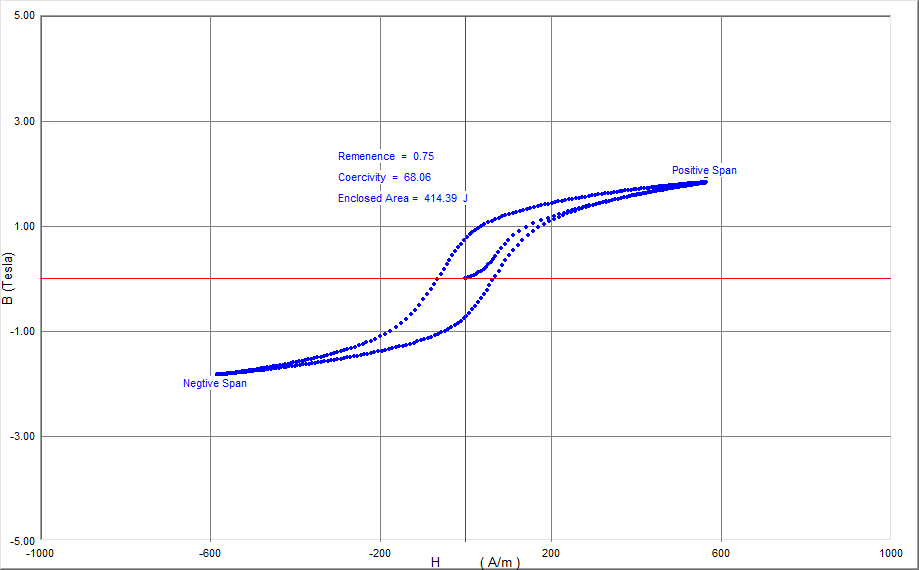 5.00
3.00
Remenence = 0.75
Positive Span
Coercivity = 68.06
Enclosed Area = 414.39 J
1.00
B (Tesla)
-1.00
Negtive Span
-3.00
-5.00
-1000 -600 -200 200 600 1000
H ( A/m )